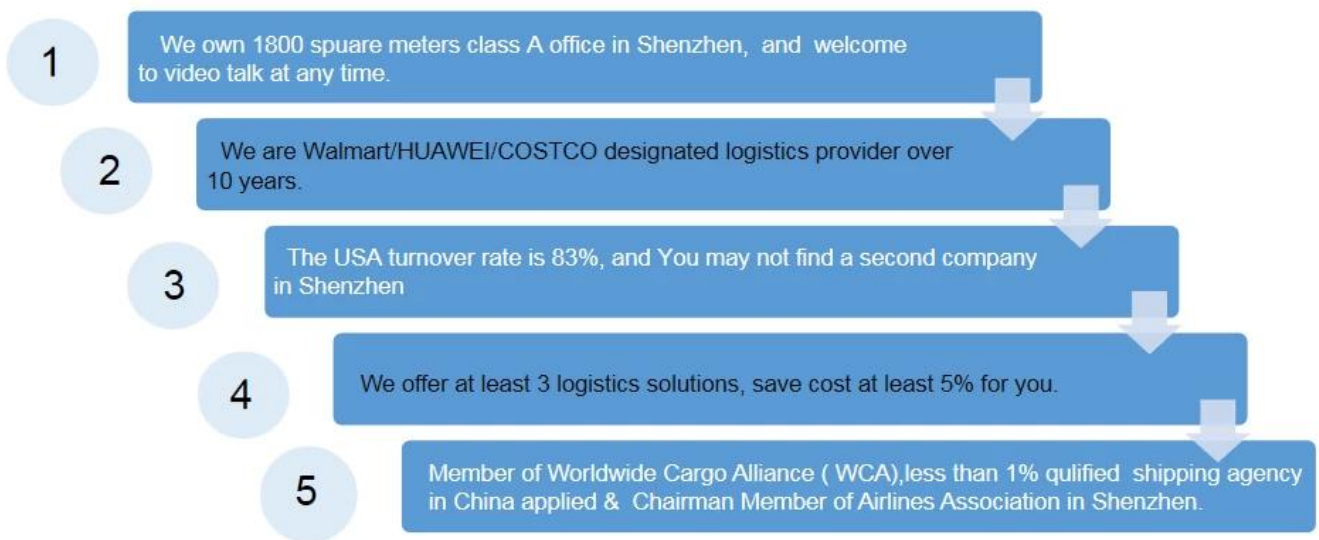 1
We own 1800 spuare meters class A office in Shenzhen, and welcome
to video talk at any time.
2
We are Walmart/HUAWEI/COSTCO designated logistics provider over
10 years.
3
The USA turnover rate is 83%, and You may not find a second company
in Shenzhen
4
We offer at least 3 logistics solutions, save cost at least 5% for you.
5
Member of Worldwide Cargo Alliance ( WCA),less than 1% qulified shipping agency
in China applied & Chairman Member of Airlines Association in Shenzhen.